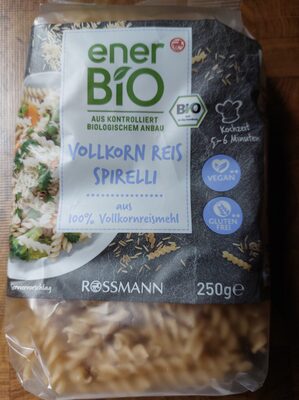 ener
BiO
AUS KONTROLLIERT
BIOLOGISCHEM ANBAU
BIO
VOLLKORN REIS
SPIRELLI
aus
100% Vollkornreismehl
Kochzeit
5-6 Minuten
VEGAN
GLUTEN
FREI
Serviervorschlag
ROSSMANN
250g℮